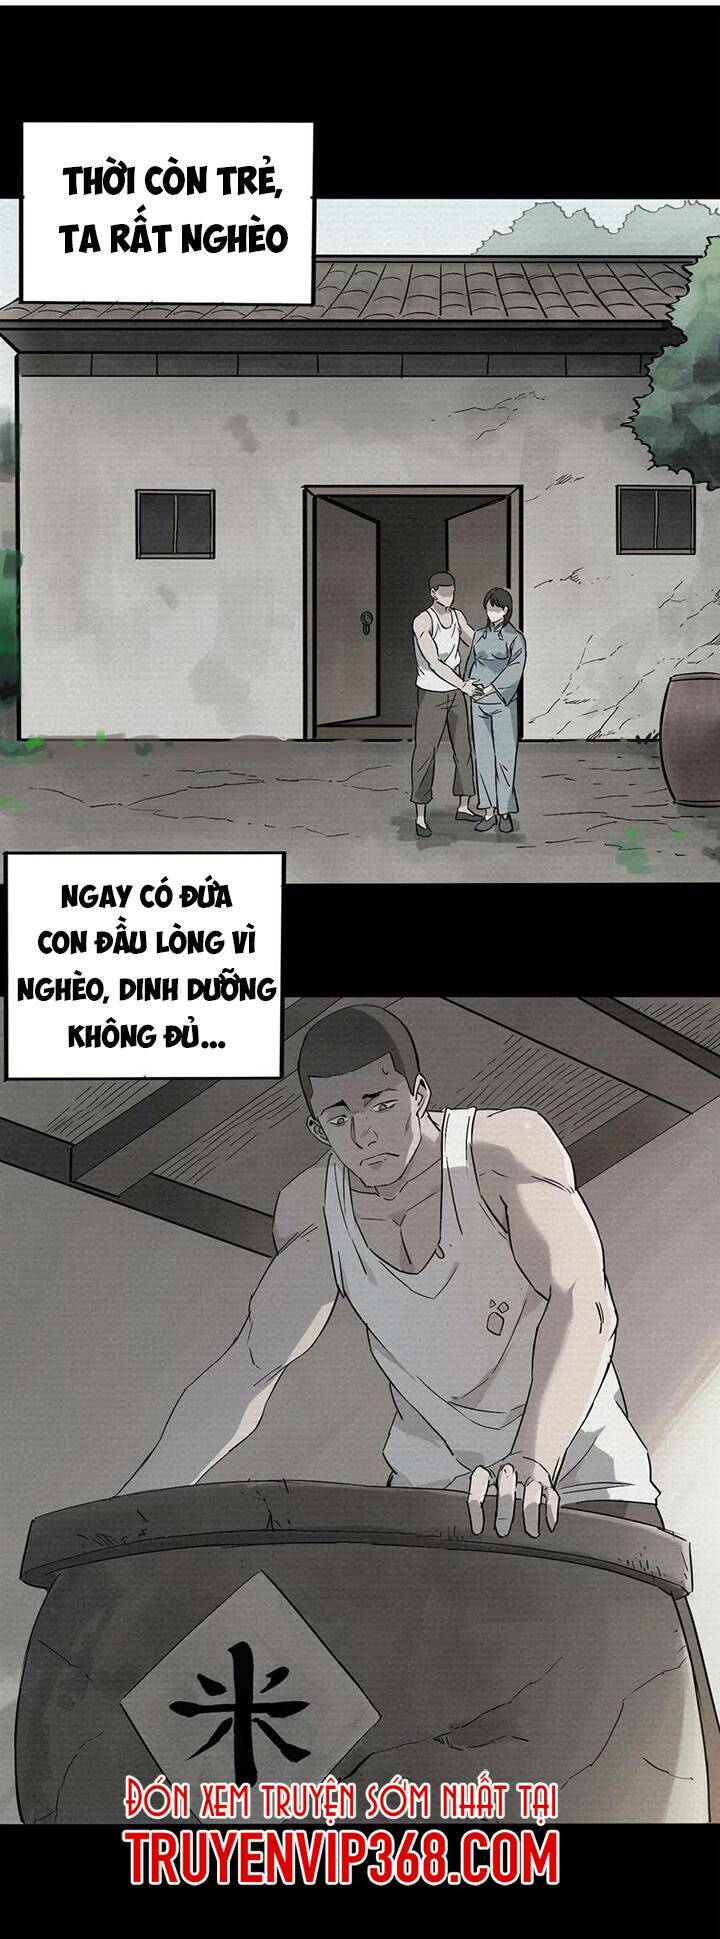 THỜI CÒN TRẺ,
TA RẤT NGHÈO
NGAY CÓ ĐỨA
CON ĐẦU LÒNG VÌ
NGHÈO, DINH DƯỠNG
KHÔNG ĐỦ...
米
ĐÓN XEM TRUYỆN SỚM NHẤT TẠI
TRUYENVIP368.COM